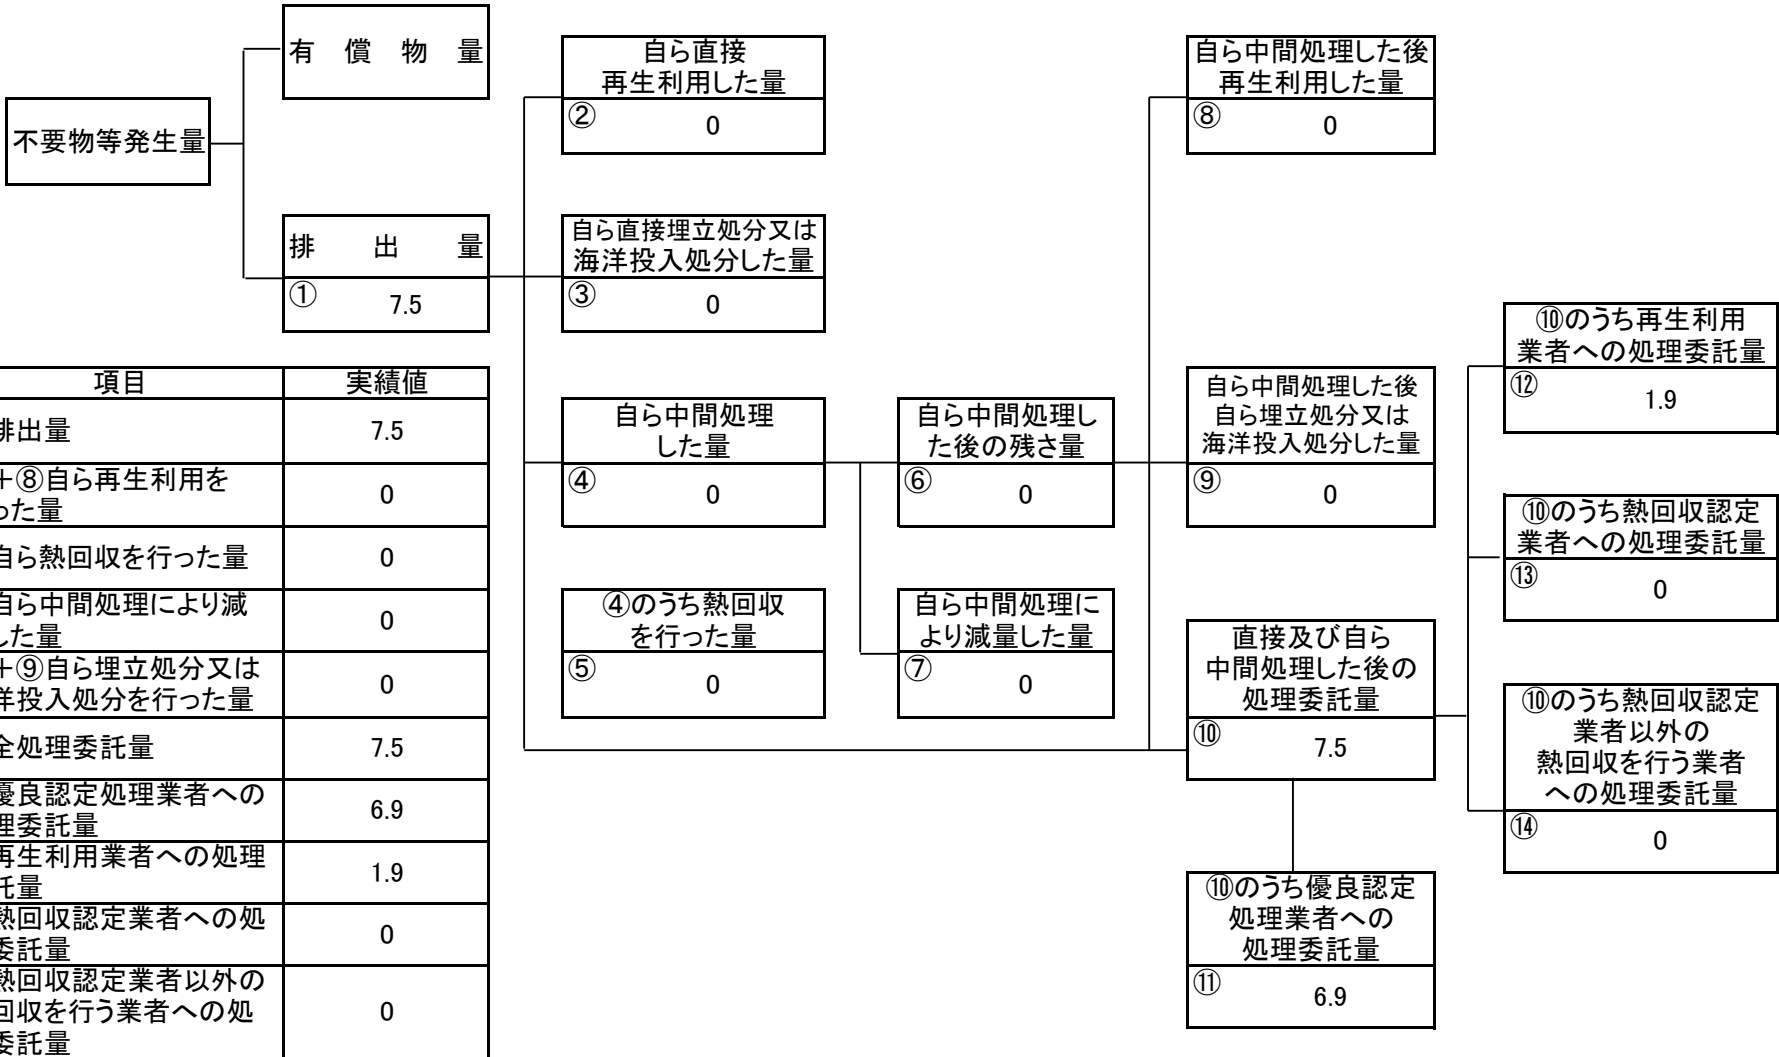 有 償 物 量
不要物等発生量
排 出 量
① 7.5
自ら直接
再生利用した量
② 0
自ら直接埋立処分又は
海洋投入処分した量
③ 0
自ら中間処理
した量
④ 0
④のうち熱回収
を行った量
⑤ 0
自ら中間処理し
た後の残さ量
⑥ 0
自ら中間処理に
より減量した量
⑦ 0
自ら中間処理した後
再生利用した量
⑧ 0
自ら中間処理した後
自ら埋立処分又は
海洋投入処分した量
⑨ 0
直接及び自ら
中間処理した後の
処理委託量
⑩ 7.5
⑩のうち優良認定
処理業者への
処理委託量
⑪ 6.9
⑩のうち再生利用
業者への処理委託量
⑫ 1.9
⑩のうち熱回収認定
業者への処理委託量
⑬ 0
⑩のうち熱回収認定
業者以外の
熱回収を行う業者
への処理委託量
⑭ 0
項目 実績値
排出量 7.5
+⑧自ら再生利用を
った量 0
自ら熱回収を行った量 0
自ら中間処理により減
した量 0
+⑨自ら埋立処分又は
洋投入処分を行った量 0
全処理委託量 7.5
優良認定処理業者への
理委託量 6.9
再生利用業者への処理
託量 1.9
熱回収認定業者への処
委託量 0
熱回収認定業者以外の
回収を行う業者への処
委託量 0